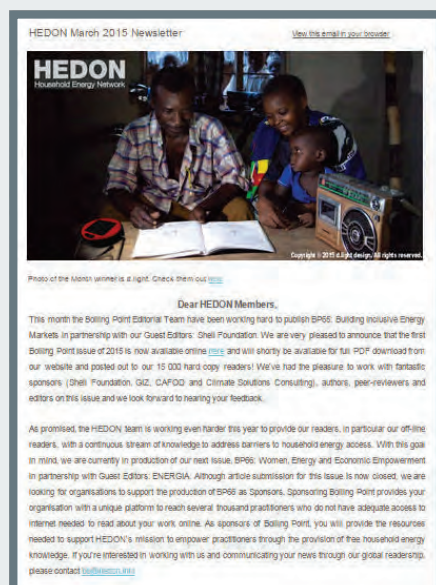 HEDON March 2015 Newsletter
View this email in your browser
HEDON
Household Energy Network
Copyright © 2015 d.light design. All rights reserved.
Photo of the Month winner is d.light. Check them out here
Dear HEDON Members,
This month the Boiling Point Editorial Team have been working hard to publish BP65: Building Inclusive Energy
Markets in partnership with our Guest Editors: Shell Foundation. We are very pleased to announce that the first
Boiling Point issue of 2015 is now available online here and will shortly be available for full PDF download from
our website and posted out to our 15 000 hard copy readers! We've had the pleasure to work with fantastic
sponsors (Shell Foundation, GIZ, CAFOD and Climate Solutions Consulting), authors, peer-reviewers and
editors on this issue and we look forward to hearing your feedback.
As promised, the HEDON team is working even harder this year to provide our readers, in particular our off-line
readers, with a continuous stream of knowledge to address barriers to household energy access. With this goal
in mind, we are currently in production of our next issue, BP66: Women, Energy and Economic Empowerment
in partnership with Guest Editors: ENERGIA. Although article submission for this issue is now closed, we are
looking for organisations to support the production of BP66 as Sponsors. Sponsoring Boiling Point provides your
organisation with a unique platform to reach several thousand practitioners who do not have adequate access to
internet needed to read about your work online. As sponsors of Boiling Point, you will provide the resources
needed to support HEDON's mission to empower practitioners through the provision of free household energy
knowledge. If you're interested in working with us and communicating your news through our global readership,
please contact